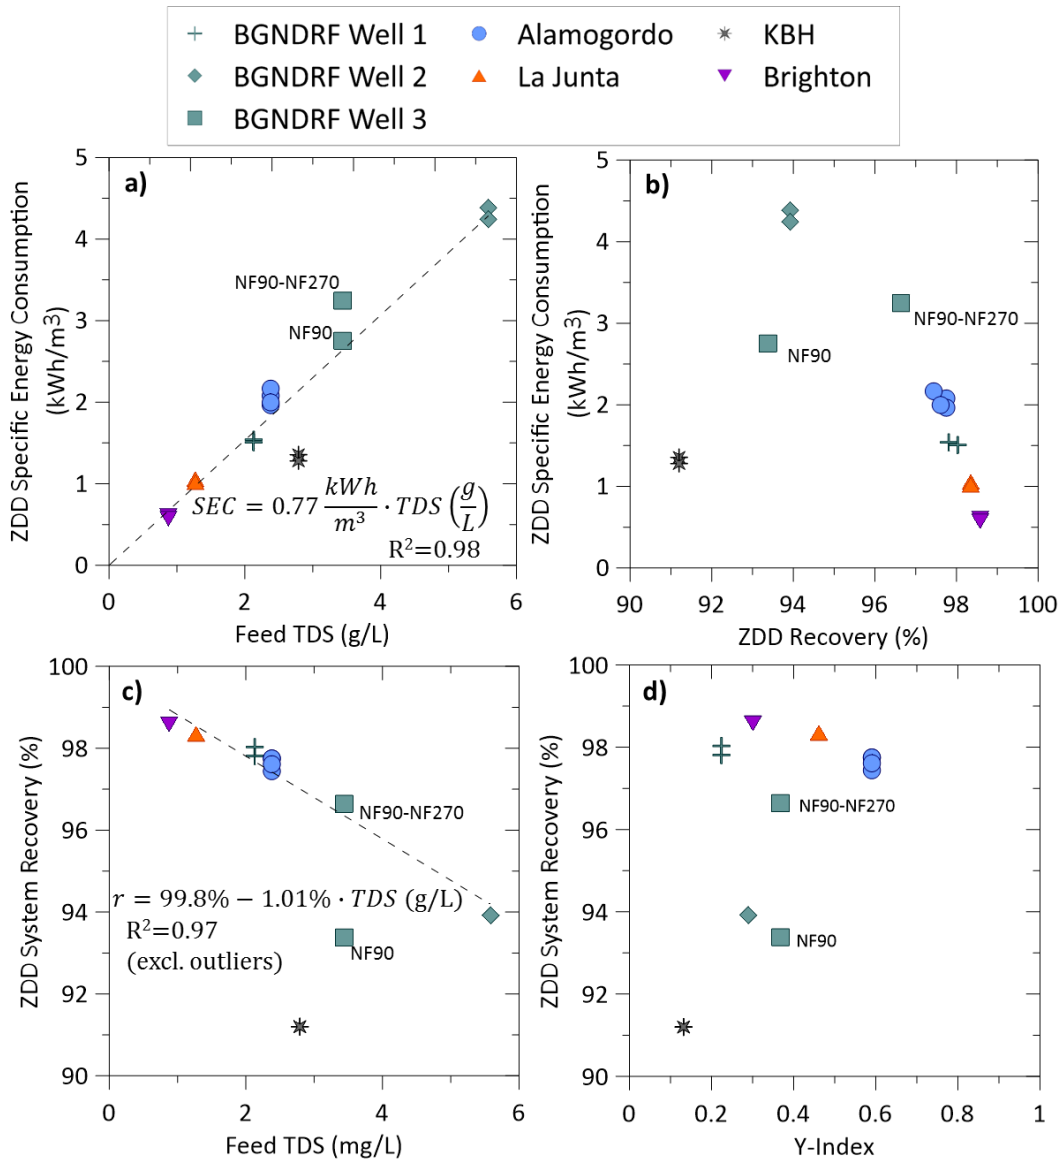 BGNDRF Well 1
Alamogordo
KBH
BGNDRF Well 2
La Junta
Brighton
BGNDRF Well 3
a)
ZDD Specific Energy Consumption
(kWh/m3)
5
4
3
2
1
0
NF90-NF270
NF90
SEC = 0.77 kWh/m³ · TDS (g/L)
R²=0.98
0 2 4 6
Feed TDS (g/L)
b)
ZDD Specific Energy Consumption
(kWh/m3)
5
4
3
2
1
0
NF90-NF270
NF90
90 92 94 96 98 100
ZDD Recovery (%)
c)
ZDD System Recovery (%)
100
98
96
94
92
90
NF90-NF270
r = 99.8% − 1.01% · TDS (g/L)
R²=0.97
(excl. outliers)
NF90
0 2 4 6
Feed TDS (mg/L)
d)
ZDD System Recovery (%)
100
98
96
94
92
90
NF90-NF270
NF90
0 0.2 0.4 0.6 0.8 1
Y-Index